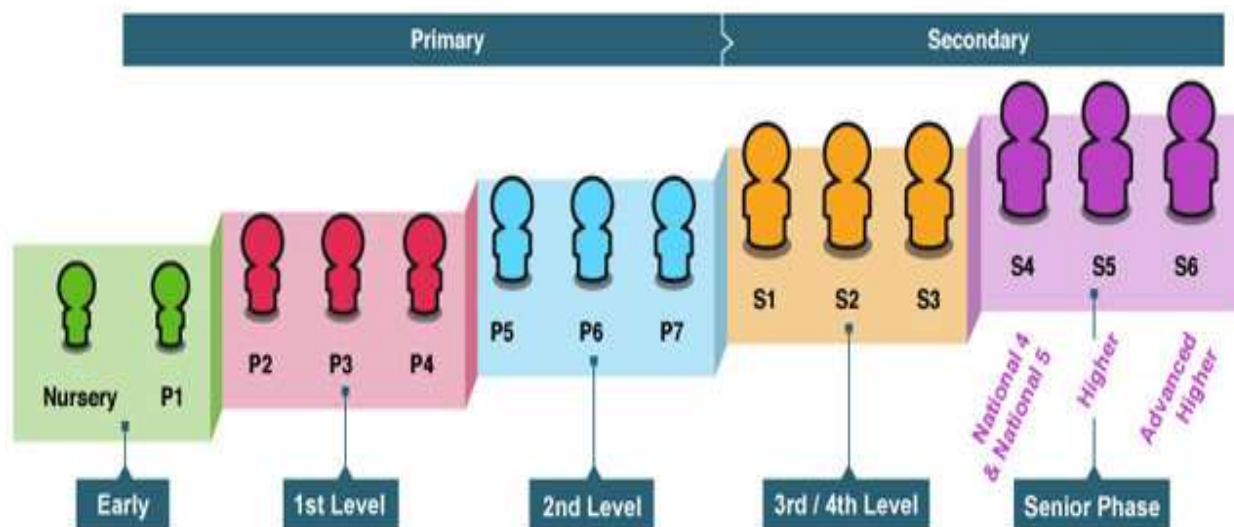 Primary
Secondary
Nursery
P1
P2
P3
P4
P5
P6
P7
S1
S2
S3
S4
S5
S6
National 4
& National 5
Higher
Advanced
Higher
Early
1st Level
2nd Level
3rd / 4th Level
Senior Phase